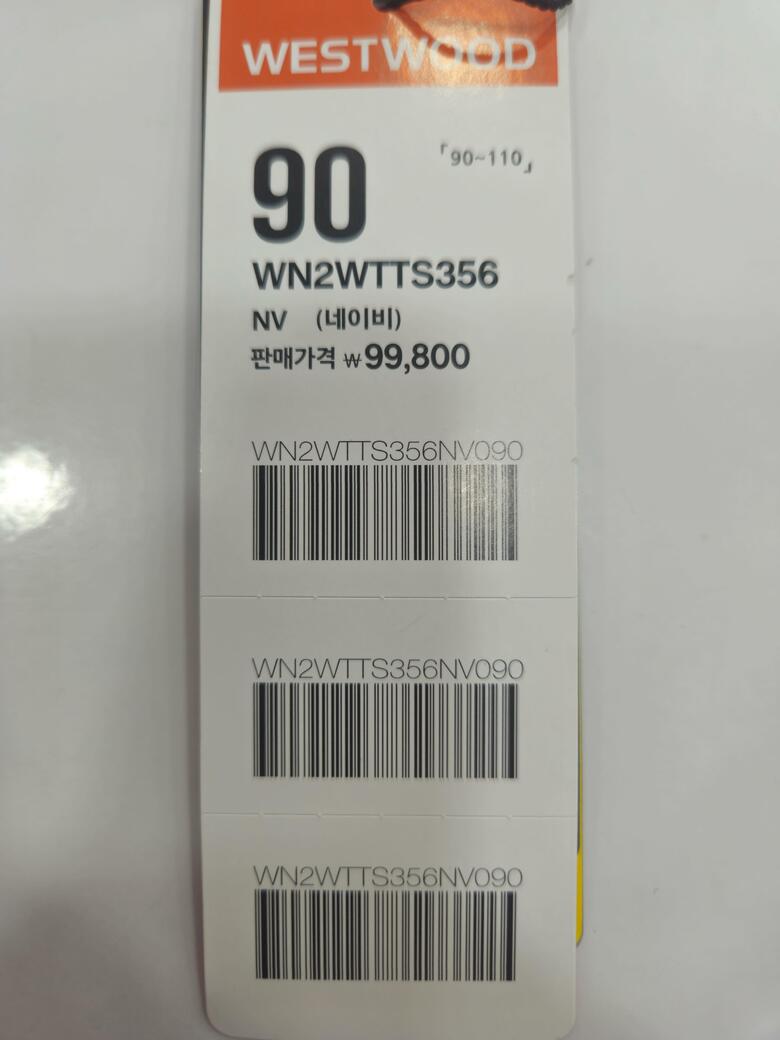 WESTWOOD
90
「90~110」
WN2WTTS356
NV (네이비)
판매가격 ₩99,800
WN2WTTS356NV090
WN2WTTS356NV090
WN2WTTS356NV090